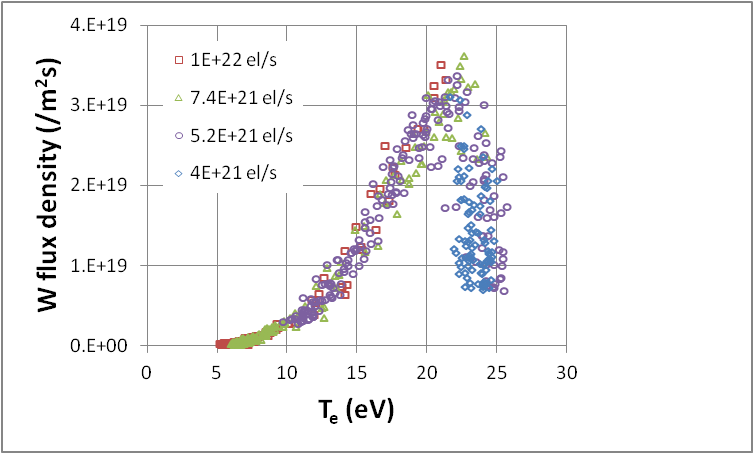 4.E+19
3.E+19
2.E+19
1.E+19
0.E+00
W flux density (/m²s)
1E+22 el/s
7.4E+21 el/s
5.2E+21 el/s
4E+21 el/s
0 5 10 15 20 25 30
Tₑ (eV)